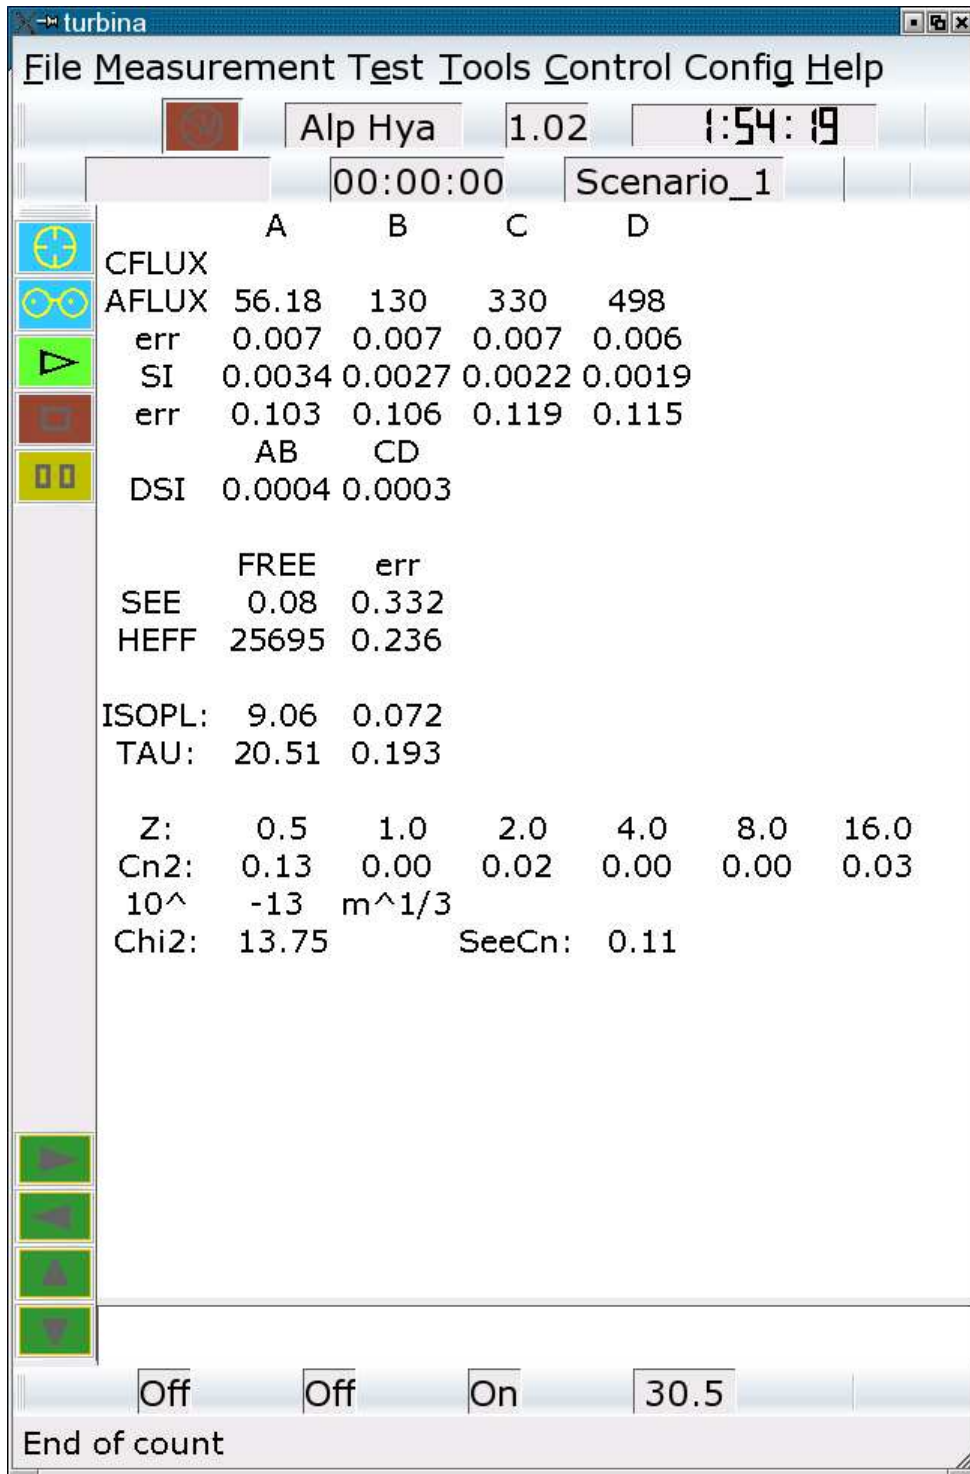 turbina
File Measurement Test Tools Control Config Help
Alp Hya 1.02 1:54:19
00:00:00 Scenario_1
A B C D
CFLUX
AFLUX 56.18 130 330 498
err 0.007 0.007 0.007 0.006
SI 0.0034 0.0027 0.0022 0.0019
err 0.103 0.106 0.119 0.115
AB CD
DSI 0.0004 0.0003
FREE err
SEE 0.08 0.332
HEFF 25695 0.236
ISOPL: 9.06 0.072
TAU: 20.51 0.193
Z: 0.5 1.0 2.0 4.0 8.0 16.0
Cn2: 0.13 0.00 0.02 0.00 0.00 0.03
10^ -13 m^1/3
Chi2: 13.75 SeeCn: 0.11
Off Off On 30.5
End of count